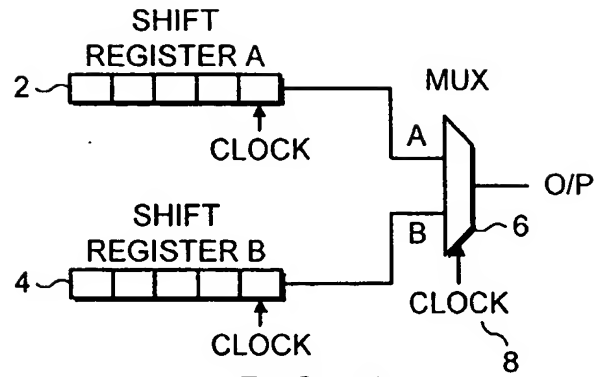 SHIFT
REGISTER A
2
CLOCK
MUX
A
B
O/P
6
CLOCK
8
SHIFT
REGISTER B
4
CLOCK